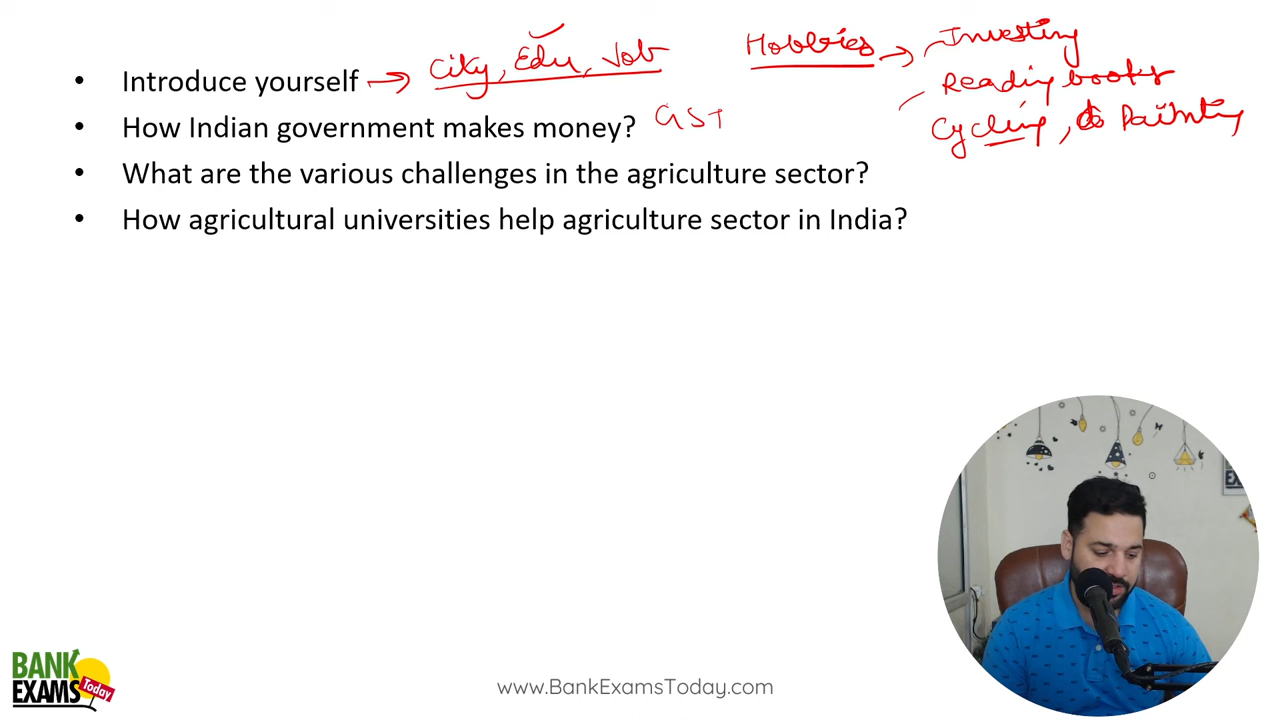 • Introduce yourself → City, Edu, Job
Hobbies → Investing
Reading books
Cycling, Painting
• How Indian government makes money? GST
• What are the various challenges in the agriculture sector?
• How agricultural universities help agriculture sector in India?
BANK
EXAMS
Today
www.BankExamsToday.com